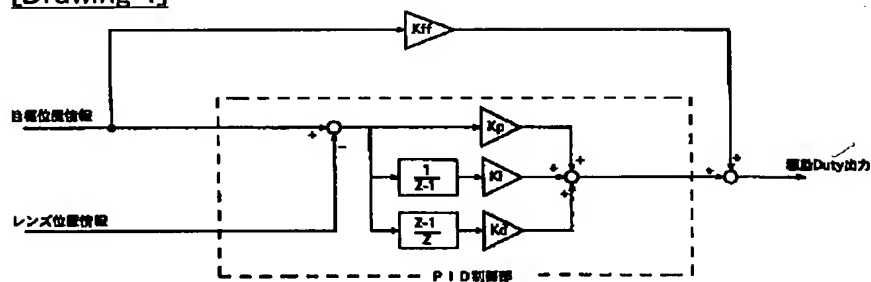 [Drawing 4]
Kff
目標位置情報
+
-
Kp
+
1
Z-1
Ki
+
+
+
+
駆動Duty出力
レンズ位置情報
Z-1
Z
Kd
+
PID制御部